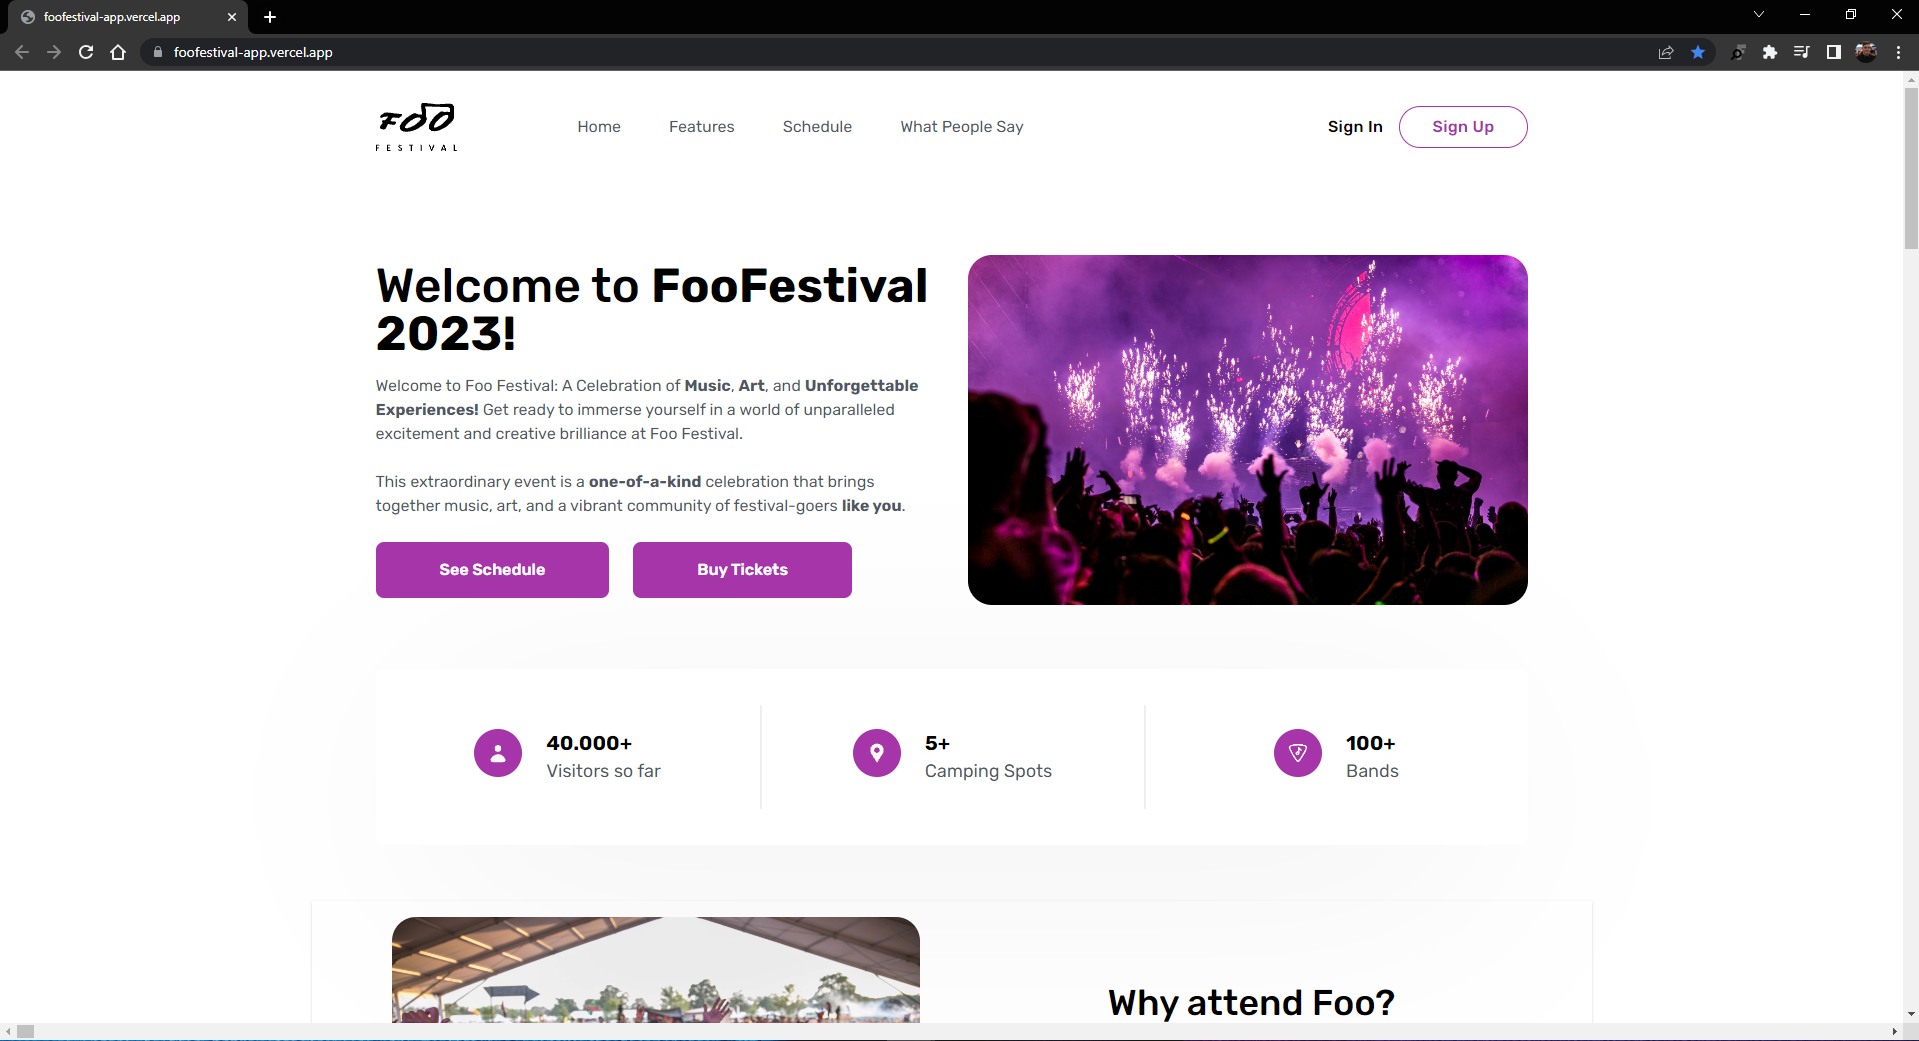 foofestival-app.vercel.app
foofestival-app.vercel.app
FOO
FESTIVAL
Home
Features
Schedule
What People Say
Sign In
Sign Up
Welcome to FooFestival
2023!
Welcome to Foo Festival: A Celebration of Music, Art, and Unforgettable
Experiences! Get ready to immerse yourself in a world of unparalleled
excitement and creative brilliance at Foo Festival.
This extraordinary event is a one-of-a-kind celebration that brings
together music, art, and a vibrant community of festival-goers like you.
See Schedule
Buy Tickets
40.000+
Visitors so far
5+
Camping Spots
100+
Bands
Why attend Foo?